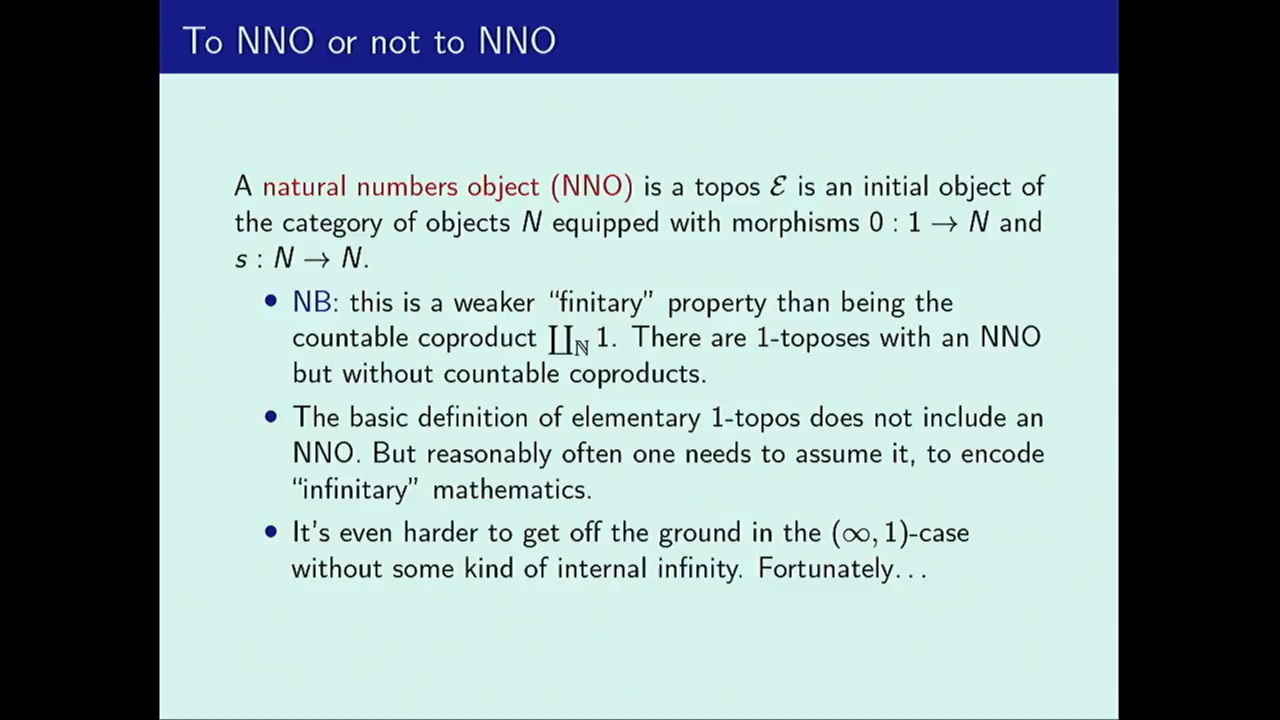 To NNO or not to NNO
A natural numbers object (NNO) is a topos ℰ is an initial object of
the category of objects N equipped with morphisms 0 : 1 → N and
s : N → N.
• NB: this is a weaker “finitary” property than being the
countable coproduct ∐_ℕ 1. There are 1-toposes with an NNO
but without countable coproducts.
• The basic definition of elementary 1-topos does not include an
NNO. But reasonably often one needs to assume it, to encode
“infinitary” mathematics.
• It's even harder to get off the ground in the (∞, 1)-case
without some kind of internal infinity. Fortunately...